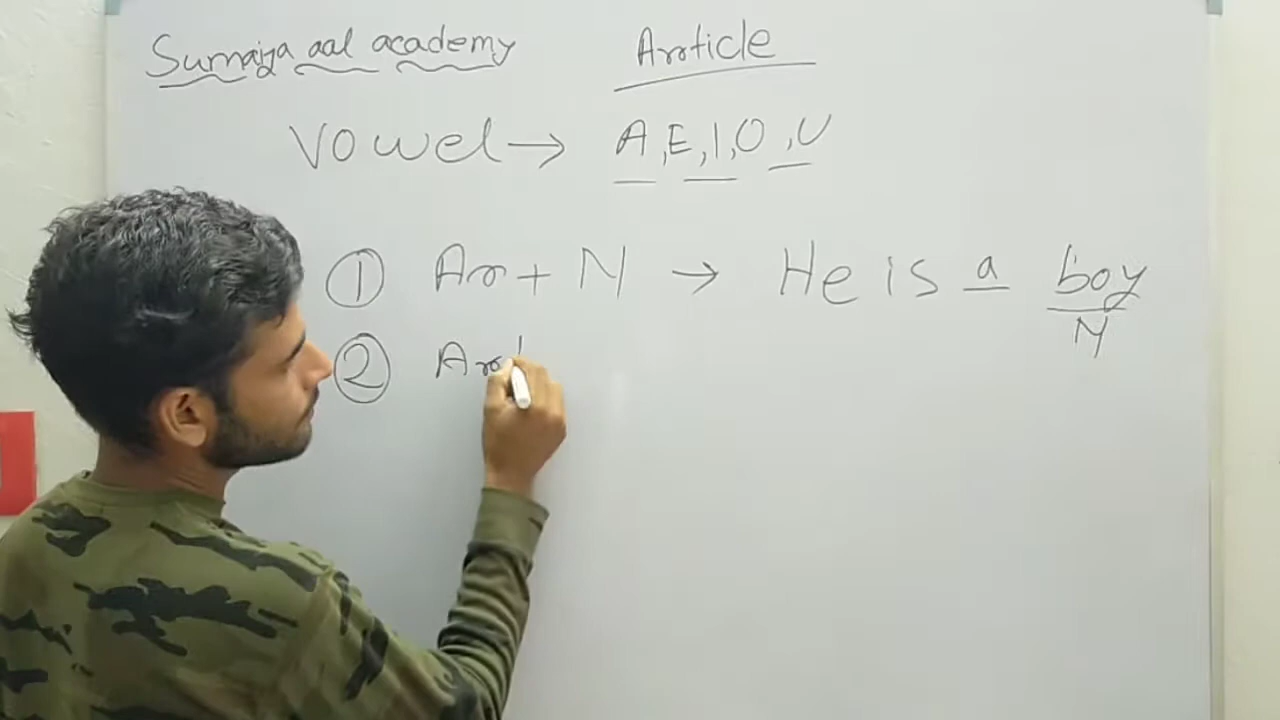 Sumaiya aal academy
Article
Vowel → A, E, I, O, U
① Ar + N → He is a boy
N
② Ar